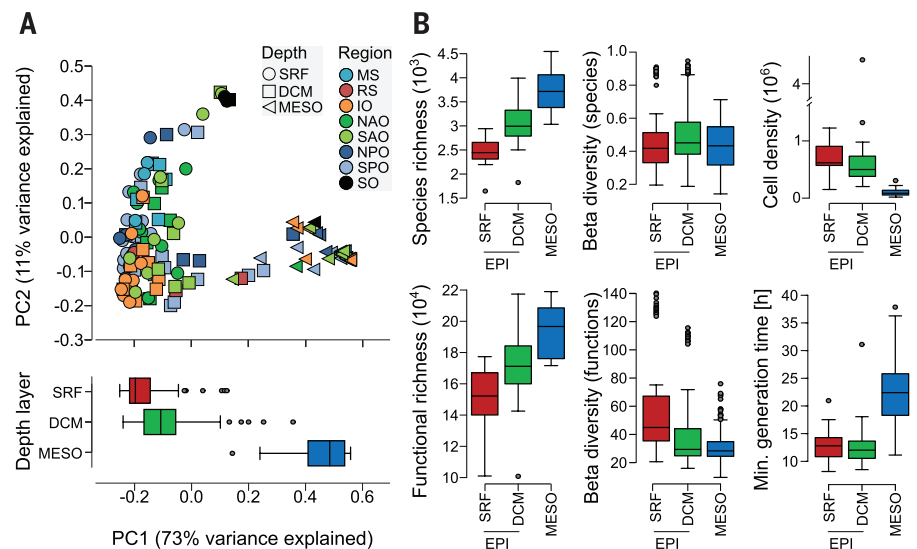 A
B
Depth
SRF
DCM
MESO
Region
MS
RS
IO
NAO
SAO
NPO
SPO
SO
PC2 (11% variance explained)
0.5
0.4
0.3
0.2
0.1
0.0
-0.1
-0.2
-0.3
Depth layer
SRF
DCM
MESO
-0.2
0.0
0.2
0.4
0.6
PC1 (73% variance explained)
Species richness (10³)
4.5
4
3.5
3
2.5
2
1.5
SRF
DCM
MESO
EPI
Beta diversity (species)
1.0
0.8
0.6
0.4
0.2
SRF
DCM
MESO
EPI
Cell density (10⁶)
4
1
0
SRF
DCM
MESO
EPI
Functional richness (10⁴)
22
20
18
16
14
12
10
SRF
DCM
MESO
EPI
Beta diversity (functions)
140
120
100
80
60
40
20
SRF
DCM
MESO
EPI
Min. generation time [h]
40
35
30
25
20
15
10
SRF
DCM
MESO
EPI